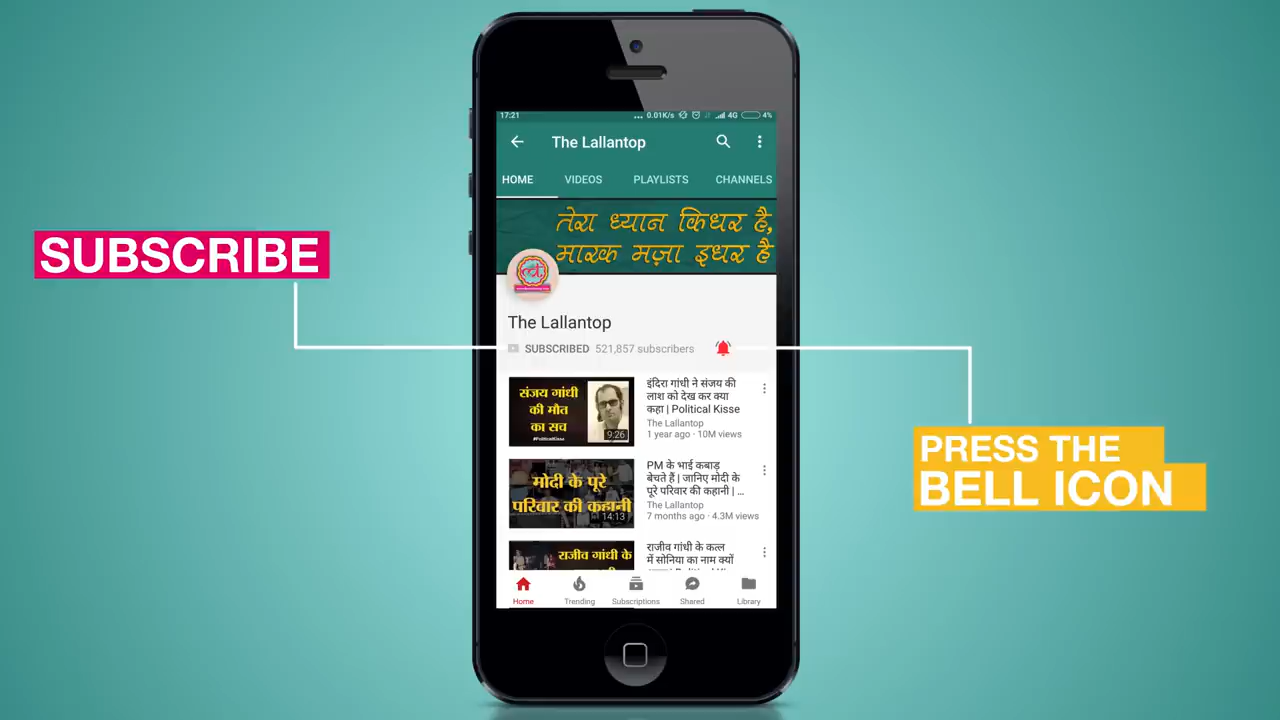 17:21 ... 0.01K/s 4G 4%
The Lallantop
HOME VIDEOS PLAYLISTS CHANNELS
तेरा ध्यान किधर है,
मारक मज़ा इधर है
SUBSCRIBE
The Lallantop
SUBSCRIBED 521,857 subscribers
संजय गांधी
की मौत
का सच
#PoliticalKisse
9:26
इंदिरा गांधी ने संजय की
लाश को देख कर क्या
कहा | Political Kisse
The Lallantop
1 year ago · 10M views
PRESS THE
BELL ICON
मोदी के पूरे
परिवार की कहानी
14:13
PM के भाई कबाड़
बेचते हैं | जानिए मोदी के
पूरे परिवार की कहानी | ...
The Lallantop
7 months ago · 4.3M views
राजीव गांधी के
राजीव गांधी के कत्ल
में सोनिया का नाम क्यों
Home Trending Subscriptions Shared Library